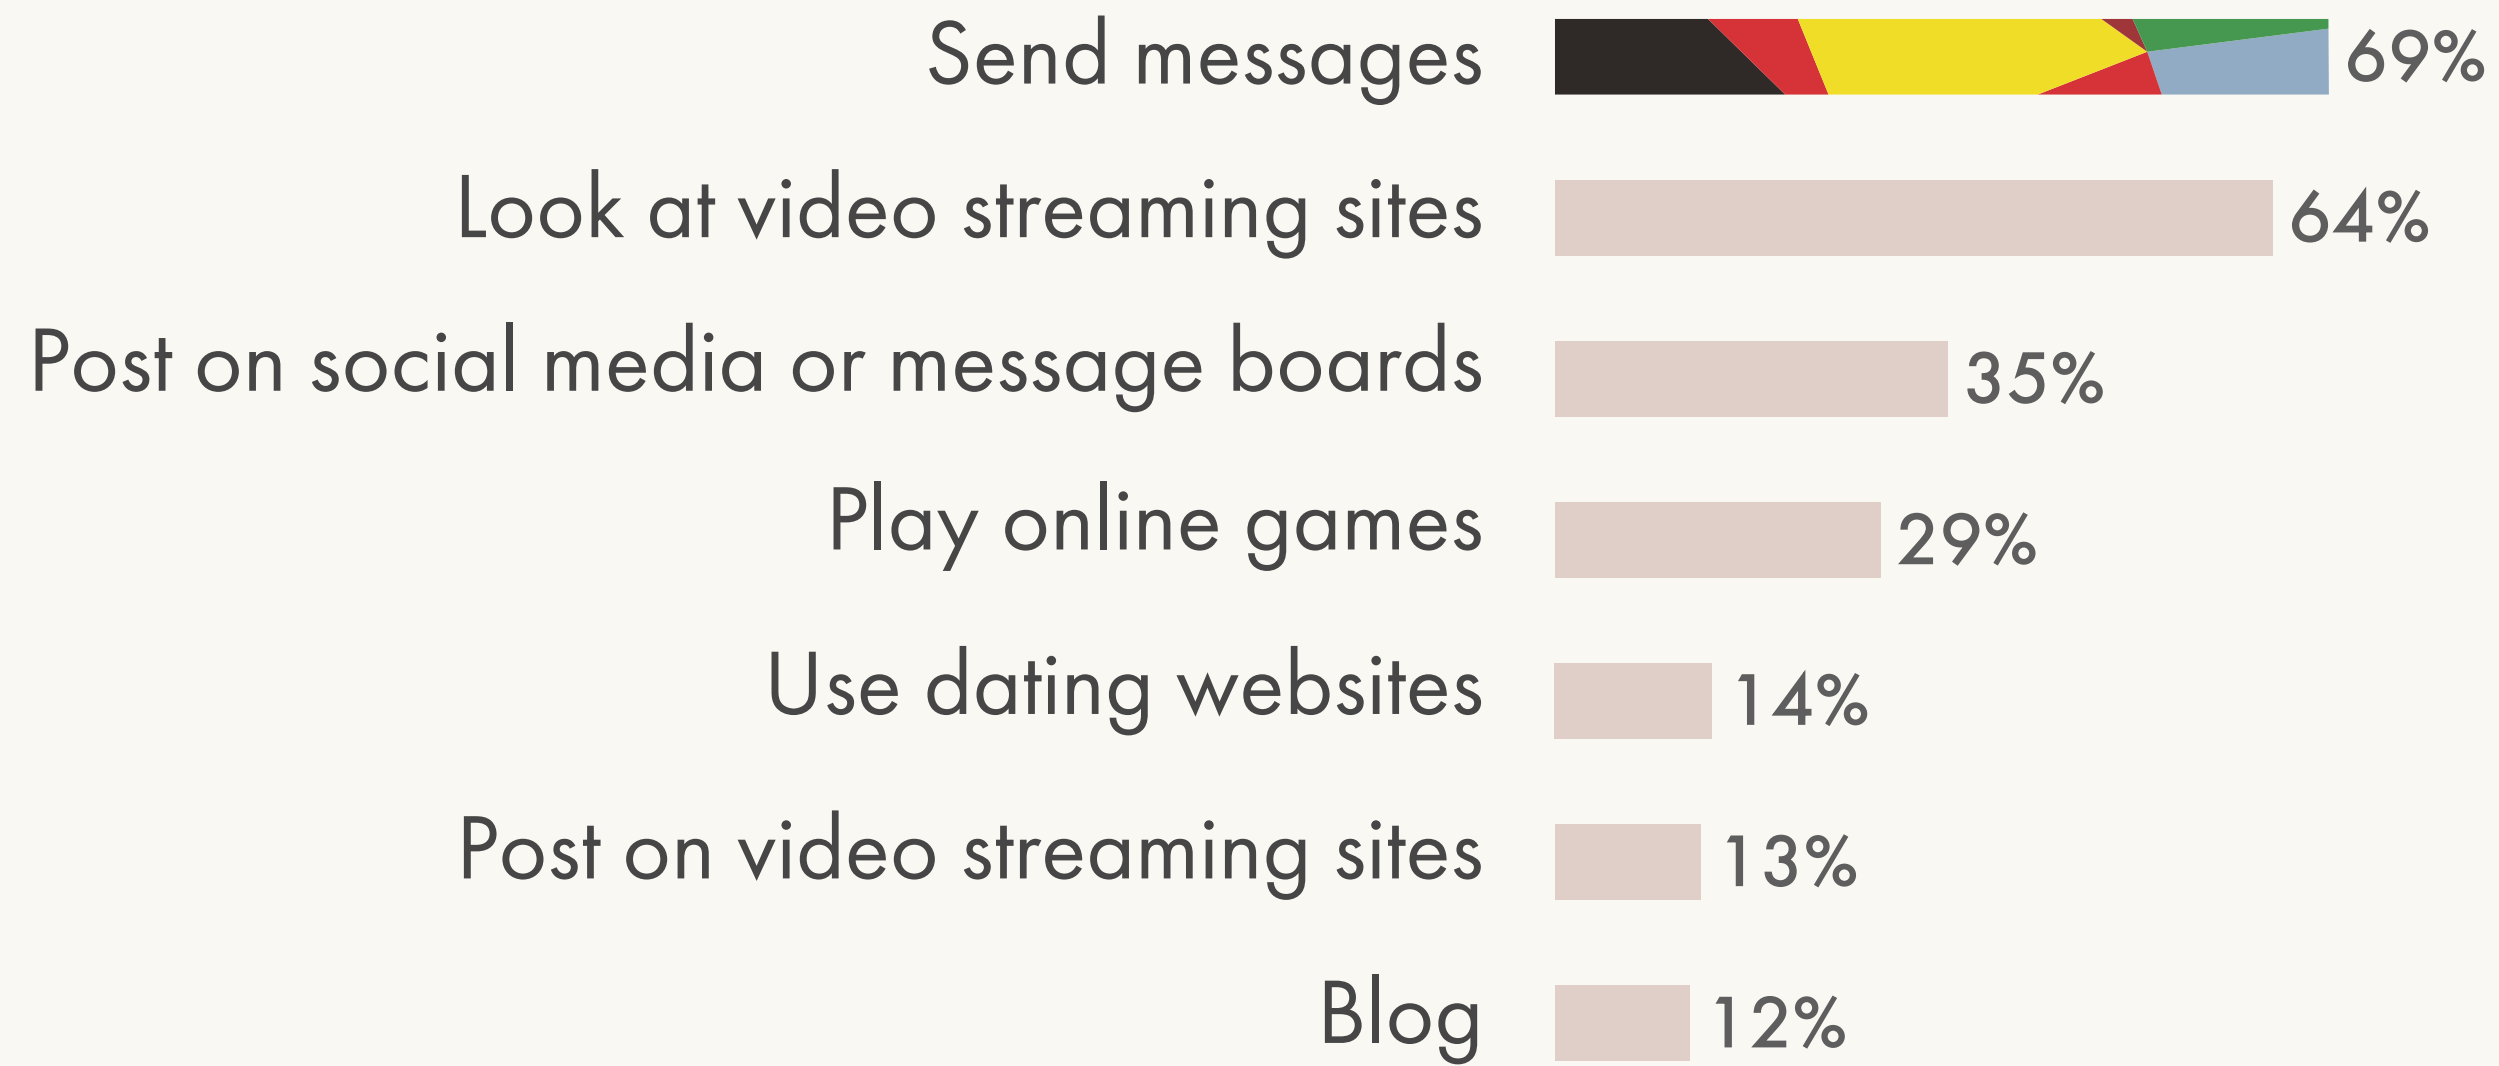 Send messages 69%
Look at video streaming sites 64%
Post on social media or message boards 35%
Play online games 29%
Use dating websites 14%
Post on video streaming sites 13%
Blog 12%